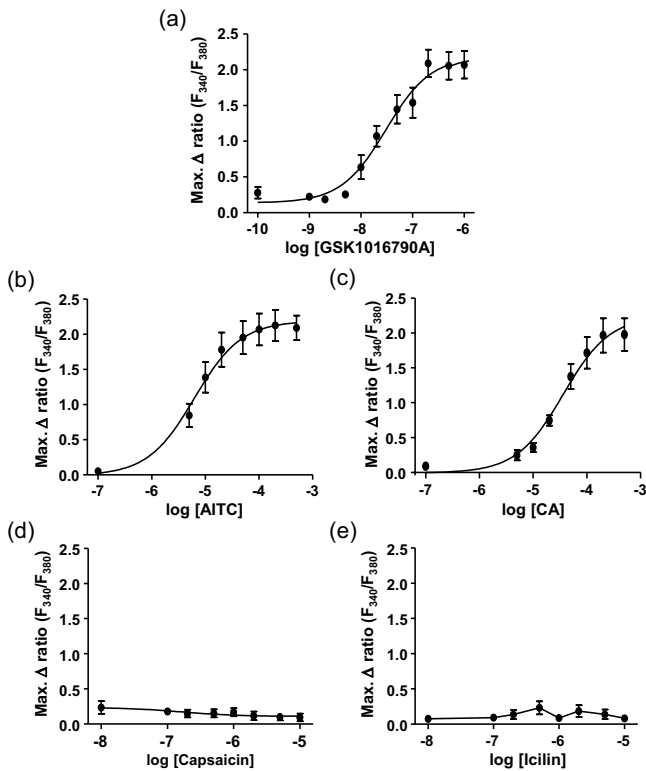 (a)
Max. Δ ratio (F340/F380)
2.5
2.0
1.5
1.0
0.5
0.0
-10 -9 -8 -7 -6
log [GSK1016790A]
(b)
Max. Δ ratio (F340/F380)
2.5
2.0
1.5
1.0
0.5
0.0
-7 -6 -5 -4 -3
log [AITC]
(c)
Max. Δ ratio (F340/F380)
2.5
2.0
1.5
1.0
0.5
0.0
-7 -6 -5 -4 -3
log [CA]
(d)
Max. Δ ratio (F340/F380)
2.5
2.0
1.5
1.0
0.5
0.0
-8 -7 -6 -5
log [Capsaicin]
(e)
Max. Δ ratio (F340/F380)
2.5
2.0
1.5
1.0
0.5
0.0
-8 -7 -6 -5
log [Icilin]